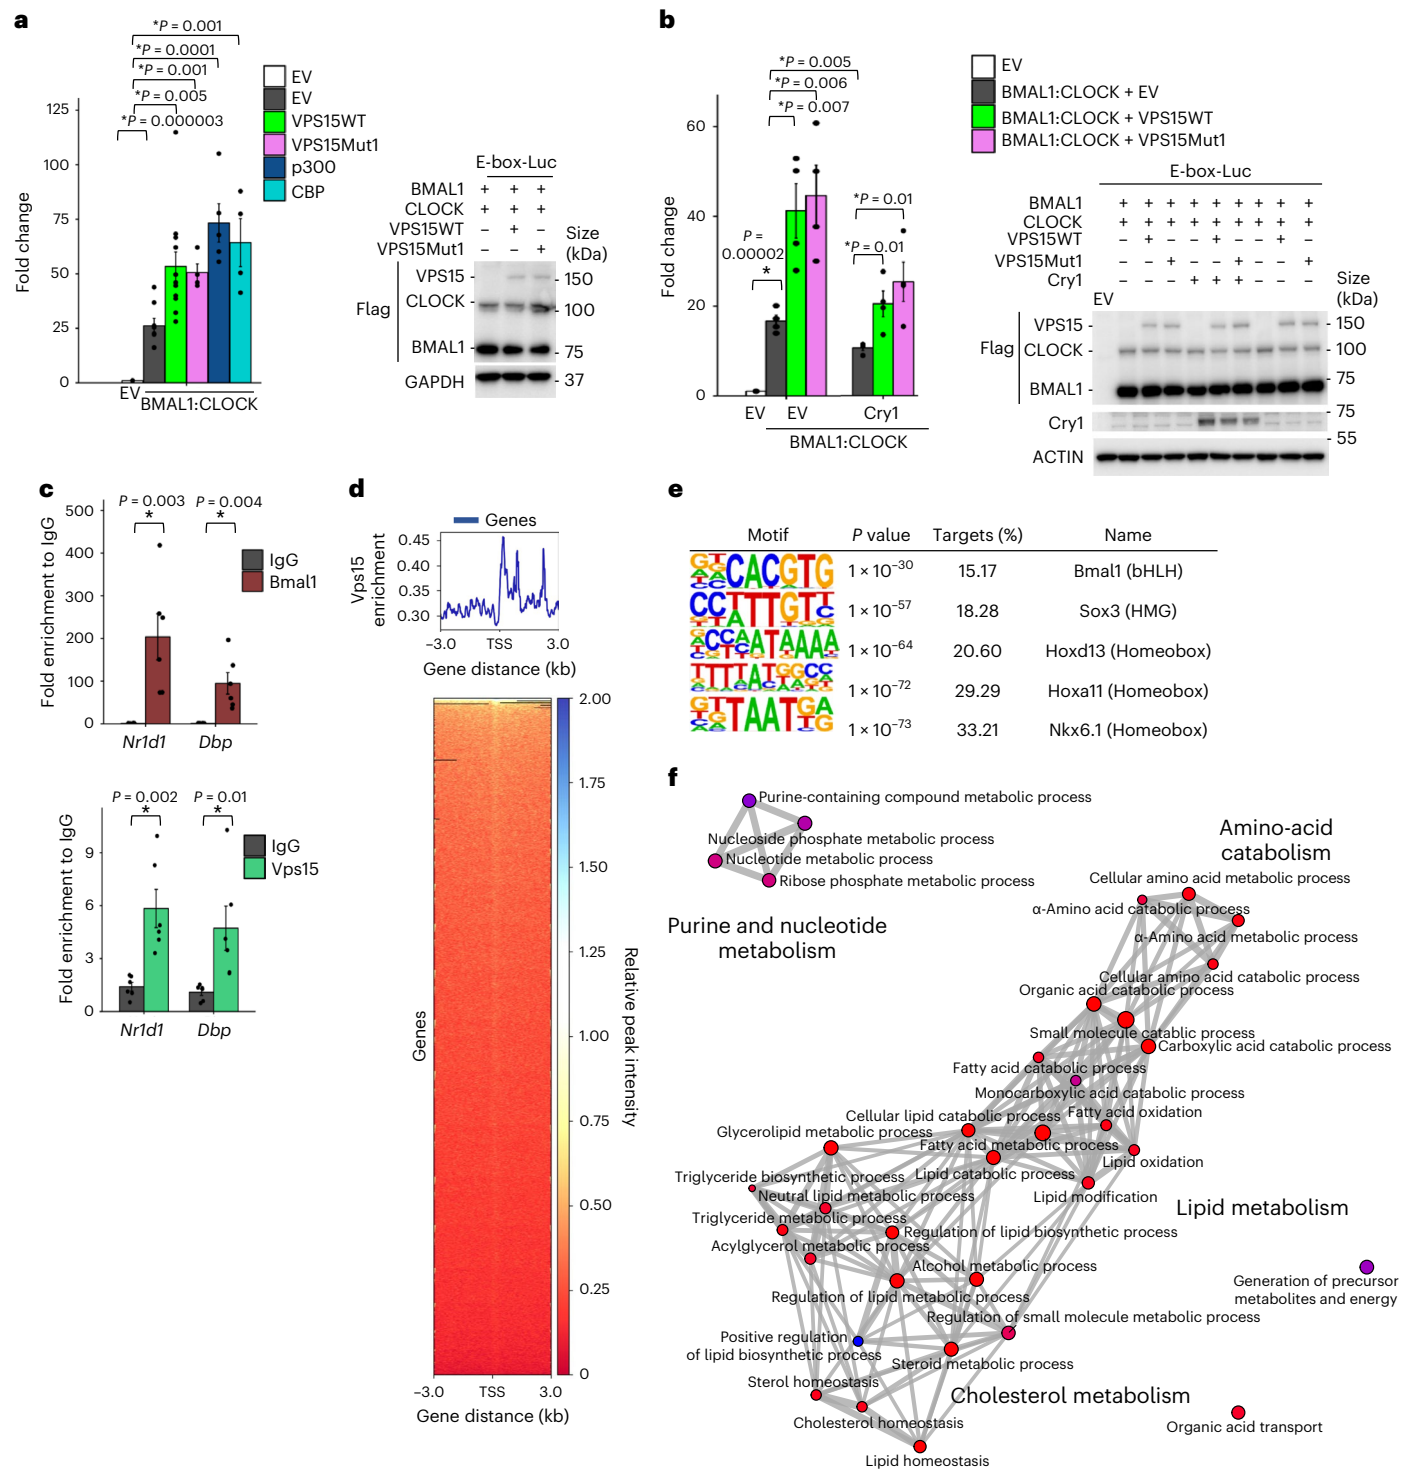 a
*P = 0.001
*P = 0.0001
*P = 0.001
*P = 0.005
*P = 0.000003
Fold change
125
100
75
50
25
0
EV
BMAL1:CLOCK
EV
EV
VPS15WT
VPS15Mut1
p300
CBP
E-box-Luc
BMAL1 + + +
CLOCK + + +
VPS15WT – + –
VPS15Mut1 – – +
Size
(kDa)
Flag
VPS15
CLOCK
BMAL1
GAPDH
150
100
75
37
b
*P = 0.005
*P = 0.006
*P = 0.007
P =
0.00002
*
*P = 0.01
*P = 0.01
Fold change
60
40
20
0
EV
EV
Cry1
BMAL1:CLOCK
EV
BMAL1:CLOCK + EV
BMAL1:CLOCK + VPS15WT
BMAL1:CLOCK + VPS15Mut1
E-box-Luc
BMAL1 + + + + + + + + +
CLOCK + + + + + + + + +
VPS15WT – + – – + – – + –
VPS15Mut1 – – + – – + – – +
Cry1 – – – + + + – – –
EV
Size
(kDa)
Flag
VPS15
CLOCK
BMAL1
Cry1
ACTIN
150
100
75
75
55
c
P = 0.003
P = 0.004
* *
Fold enrichment to IgG
500
400
300
200
100
0
Nr1d1
Dbp
IgG
Bmal1
P = 0.002
P = 0.01
* *
Fold enrichment to IgG
9
6
3
0
Nr1d1
Dbp
IgG
Vps15
d
Genes
Vps15
enrichment
0.45
0.40
0.35
0.30
–3.0 TSS 3.0
Gene distance (kb)
Genes
–3.0 TSS 3.0
Gene distance (kb)
2.00
1.75
1.50
1.25
1.00
0.75
0.50
0.25
0
Relative peak intensity
e
Motif P value Targets (%) Name
1 × 10−30 15.17 Bmal1 (bHLH)
1 × 10−57 18.28 Sox3 (HMG)
1 × 10−64 20.60 Hoxd13 (Homeobox)
1 × 10−72 29.29 Hoxa11 (Homeobox)
1 × 10−73 33.21 Nkx6.1 (Homeobox)
f
Purine-containing compound metabolic process
Nucleoside phosphate metabolic process
Nucleotide metabolic process
Ribose phosphate metabolic process
Purine and nucleotide
metabolism
Amino-acid
catabolism
Cellular amino acid metabolic process
α-Amino acid catabolic process
α-Amino acid metabolic process
Cellular amino acid catabolic process
Organic acid catabolic process
Small molecule catablic process
Carboxylic acid catabolic process
Fatty acid catabolic process
Monocarboxylic acid catabolic process
Cellular lipid catabolic process
Fatty acid oxidation
Glycerolipid metabolic process
Fatty acid metabolic process
Lipid oxidation
Triglyceride biosynthetic process
Lipid catabolic process
Neutral lipid metabolic process
Lipid modification
Lipid metabolism
Triglyceride metabolic process
Regulation of lipid biosynthetic process
Acylglycerol metabolic process
Alcohol metabolic process
Regulation of lipid metabolic process
Generation of precursor
metabolites and energy
Regulation of small molecule metabolic process
Positive regulation
of lipid biosynthetic process
Steroid metabolic process
Sterol homeostasis
Cholesterol metabolism
Cholesterol homeostasis
Organic acid transport
Lipid homeostasis